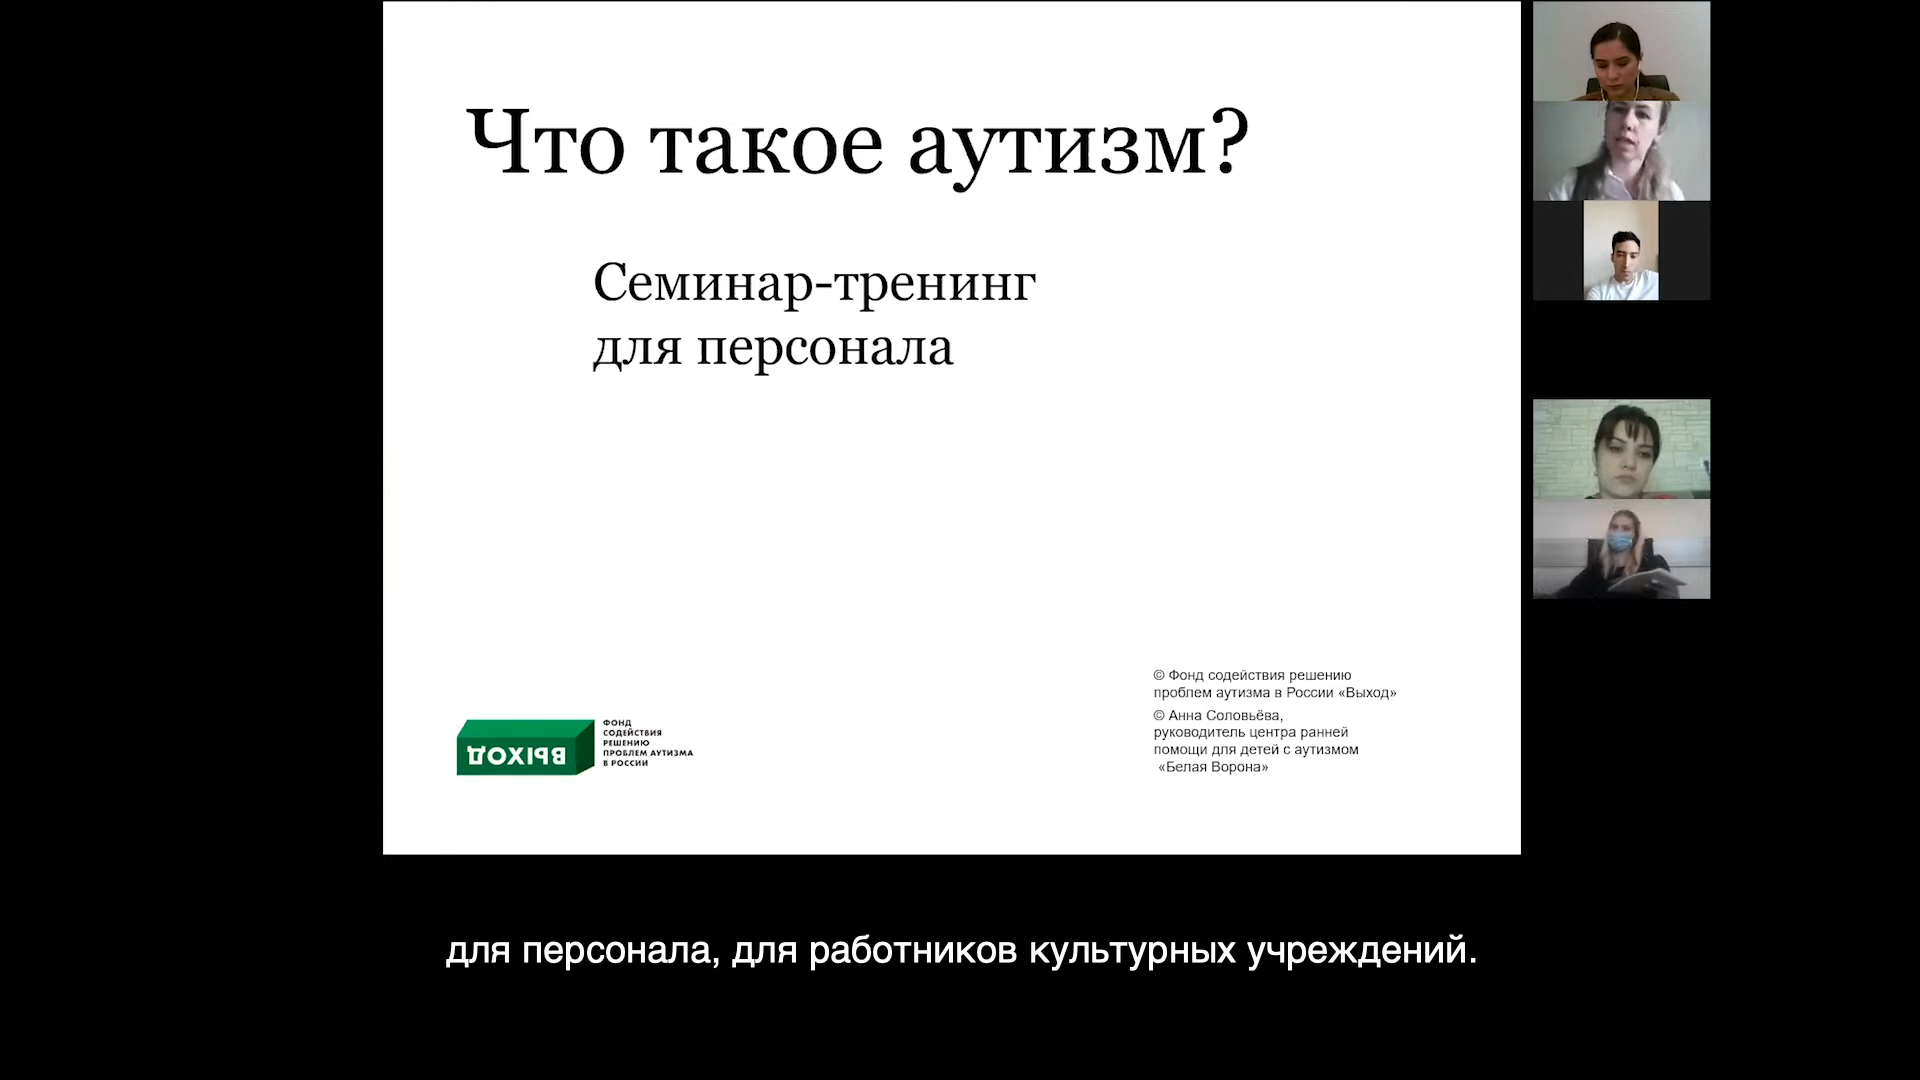 Что такое аутизм?
Семинар-тренинг
для персонала
© Фонд содействия решению
проблем аутизма в России «Выход»
© Анна Соловьёва,
руководитель центра ранней
помощи для детей с аутизмом
«Белая Ворона»
ВЫХОД
ФОНД
СОДЕЙСТВИЯ
РЕШЕНИЮ
ПРОБЛЕМ АУТИЗМА
В РОССИИ
для персонала, для работников культурных учреждений.